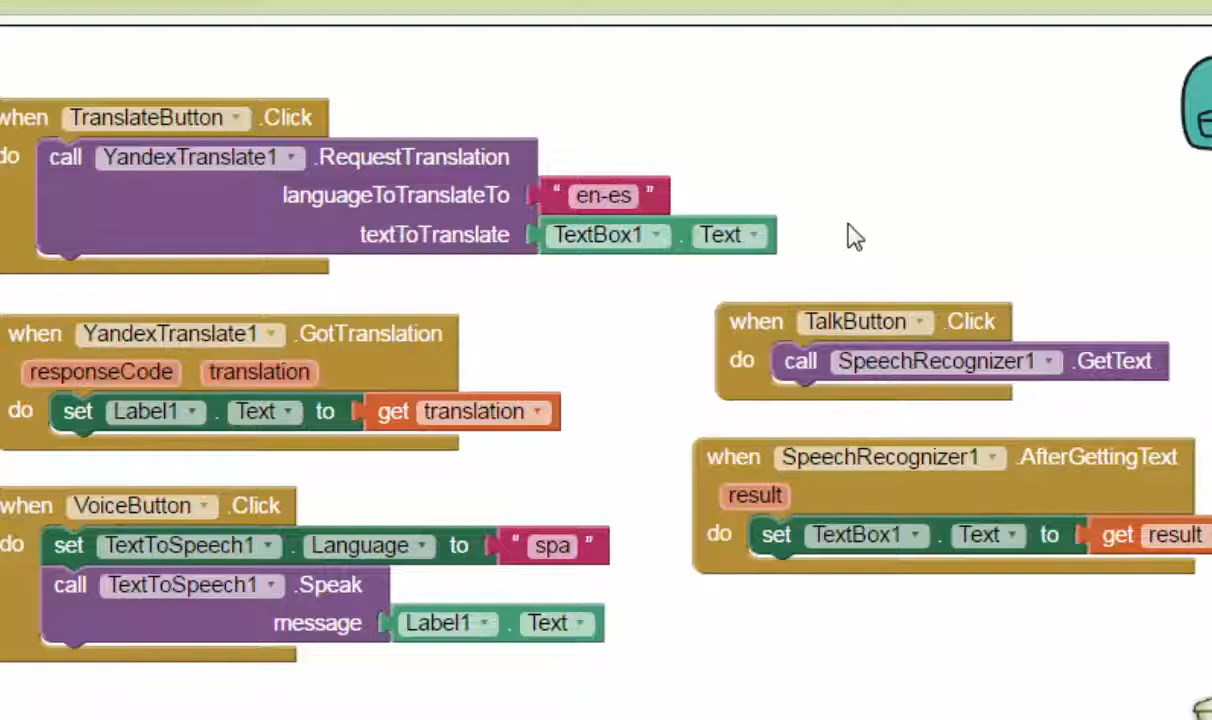 when TranslateButton .Click
do call YandexTranslate1 .RequestTranslation
languageToTranslateTo " en-es "
textToTranslate TextBox1 . Text
when YandexTranslate1 .GotTranslation
responseCode translation
do set Label1 . Text to get translation
when VoiceButton .Click
do set TextToSpeech1 . Language to " spa "
call TextToSpeech1 .Speak
message Label1 . Text
when TalkButton .Click
do call SpeechRecognizer1 .GetText
when SpeechRecognizer1 .AfterGettingText
result
do set TextBox1 . Text to get result